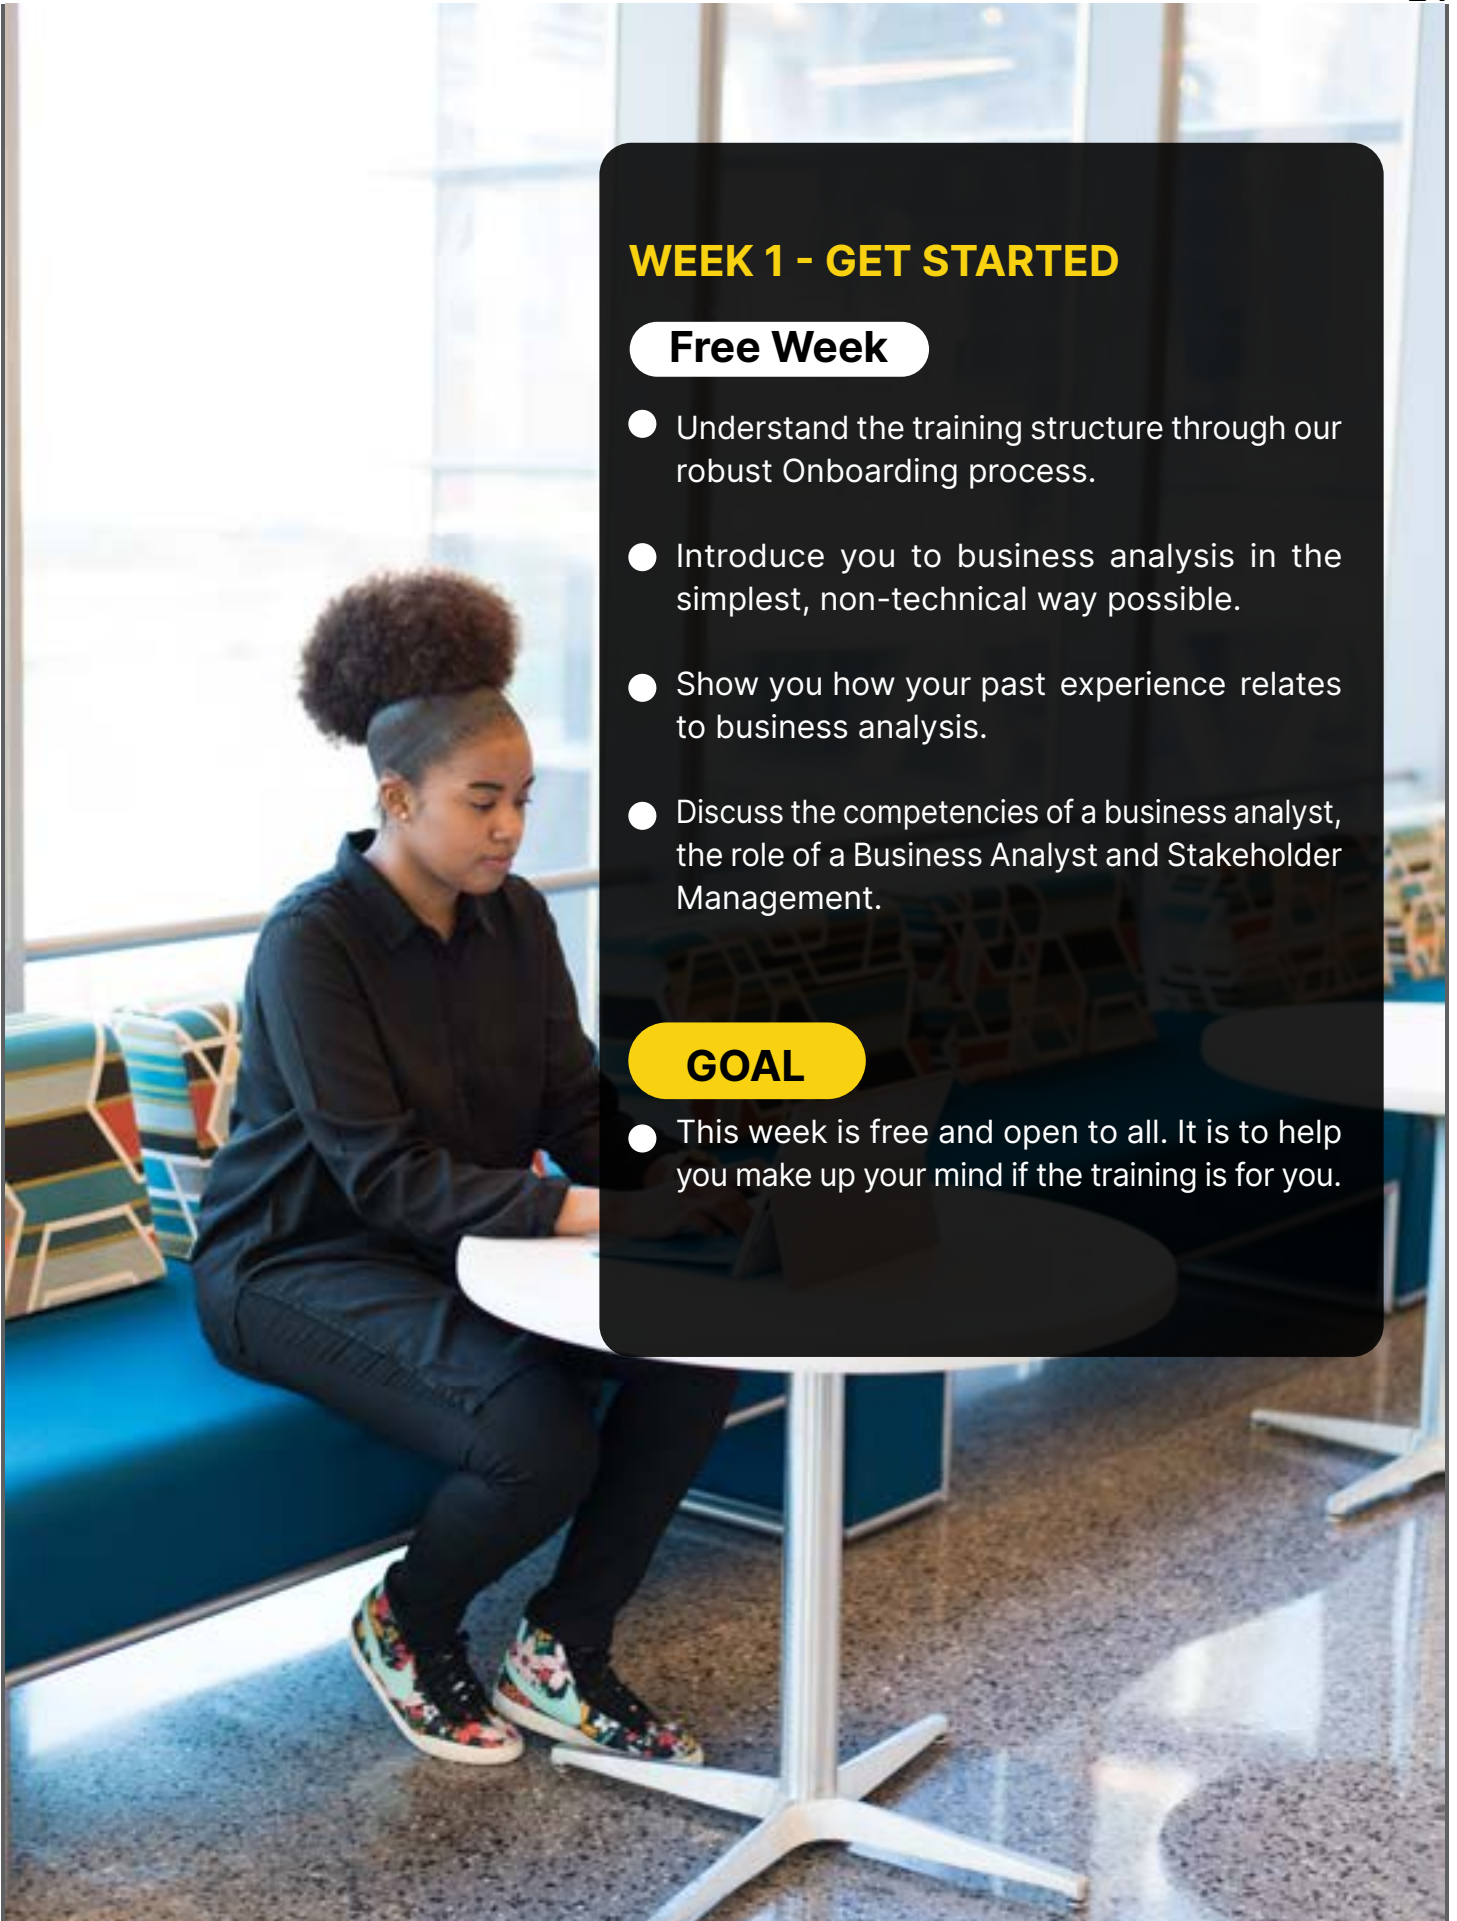 WEEK 1 - GET STARTED
Free Week
Understand the training structure through our
robust Onboarding process.
Introduce you to business analysis in the
simplest, non-technical way possible.
Show you how your past experience relates
to business analysis.
Discuss the competencies of a business analyst,
the role of a Business Analyst and Stakeholder
Management.
GOAL
This week is free and open to all. It is to help
you make up your mind if the training is for you.